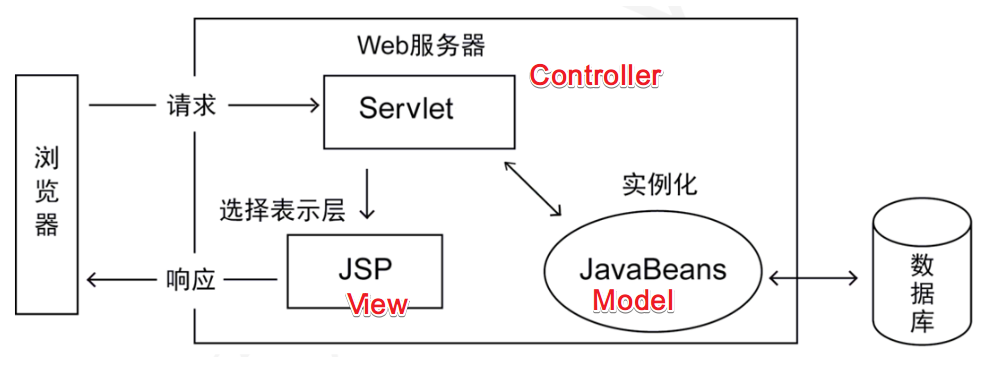 Web服务器
Controller
请求
Servlet
浏览器
实例化
选择表示层
JSP
View
响应
JavaBeans
Model
数据库